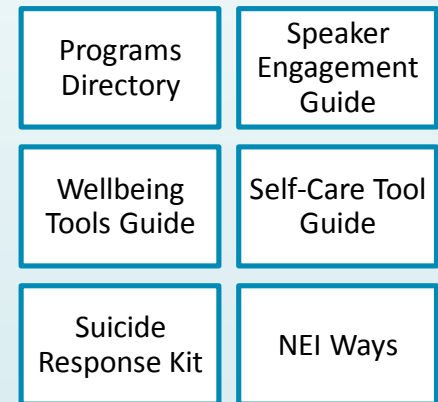 Programs
Directory
Speaker
Engagement
Guide
Wellbeing
Tools Guide
Self-Care Tool
Guide
Suicide
Response Kit
NEI Ways